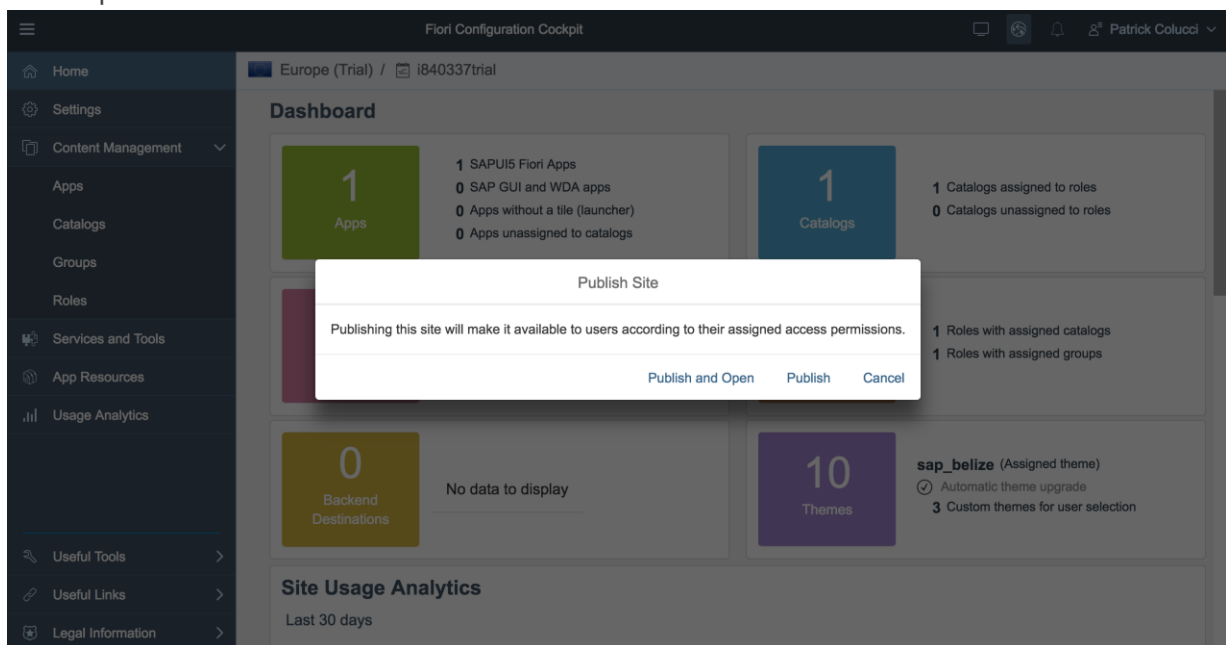 Fiori Configuration Cockpit
Patrick Colucci
Home
Settings
Content Management
Apps
Catalogs
Groups
Roles
Services and Tools
App Resources
Usage Analytics
Useful Tools
Useful Links
Legal Information
Europe (Trial) / i840337trial
Dashboard
1
Apps
1 SAPUI5 Fiori Apps
0 SAP GUI and WDA apps
0 Apps without a tile (launcher)
0 Apps unassigned to catalogs
1
Catalogs
1 Catalogs assigned to roles
0 Catalogs unassigned to roles
Publish Site
Publishing this site will make it available to users according to their assigned access permissions.
Publish and Open Publish Cancel
1 Roles with assigned catalogs
1 Roles with assigned groups
0
Backend
Destinations
No data to display
10
Themes
sap_belize (Assigned theme)
Automatic theme upgrade
3 Custom themes for user selection
Site Usage Analytics
Last 30 days